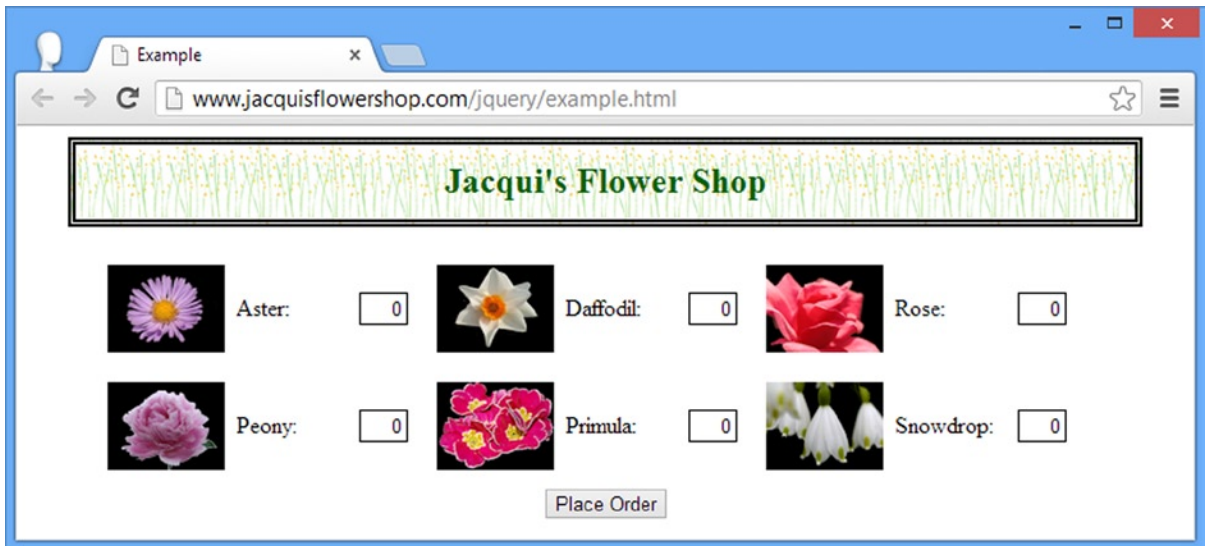 Example
www.jacquisflowershop.com/jquery/example.html
Jacqui's Flower Shop
Aster: 0 Daffodil: 0 Rose: 0
Peony: 0 Primula: 0 Snowdrop: 0
Place Order